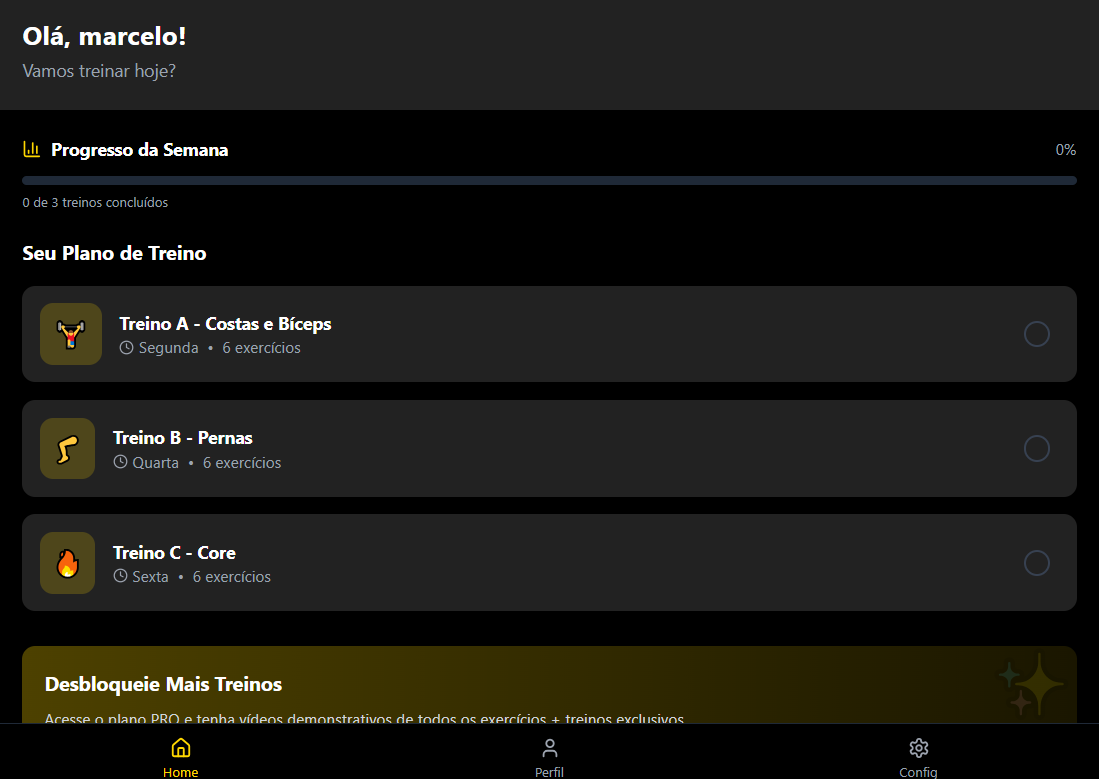 Olá, marcelo!
Vamos treinar hoje?
Progresso da Semana
0%
0 de 3 treinos concluídos
Seu Plano de Treino
Treino A - Costas e Bíceps
Segunda • 6 exercícios
Treino B - Pernas
Quarta • 6 exercícios
Treino C - Core
Sexta • 6 exercícios
Desbloqueie Mais Treinos
Acesse o plano PRO e tenha vídeos demonstrativos de todos os exercícios + treinos exclusivos
Home
Perfil
Config